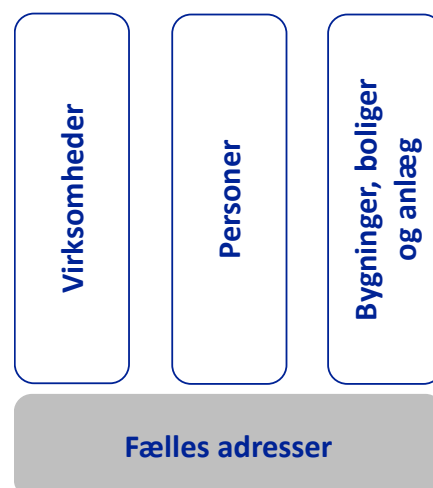 Virksomheder
Personer
Bygninger, boliger
og anlæg
Fælles adresser